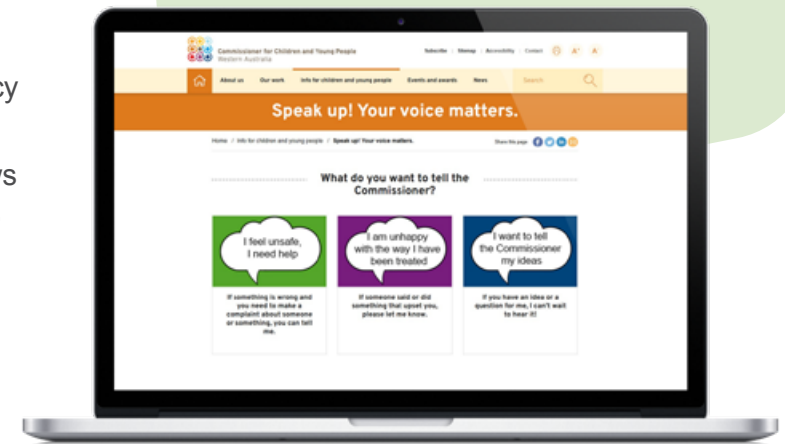 cy
ws
Commissioner for Children and Young People
Western Australia
Subscribe | Sitemap | Accessibility | Contact A+ A-
About us Our work Info for children and young people Events and awards News Search
Speak up! Your voice matters.
Home / Info for children and young people / Speak up! Your voice matters. Share this page
What do you want to tell the
Commissioner?
I feel unsafe,
I need help
I am unhappy
with the way I have
been treated
I want to tell
the Commissioner
my ideas
If something is wrong and
you need to make a
complaint about someone
or something, you can tell
me.
If someone said or did
something that upset you,
please let me know.
If you have an idea or a
question for me, I can't wait
to hear it!